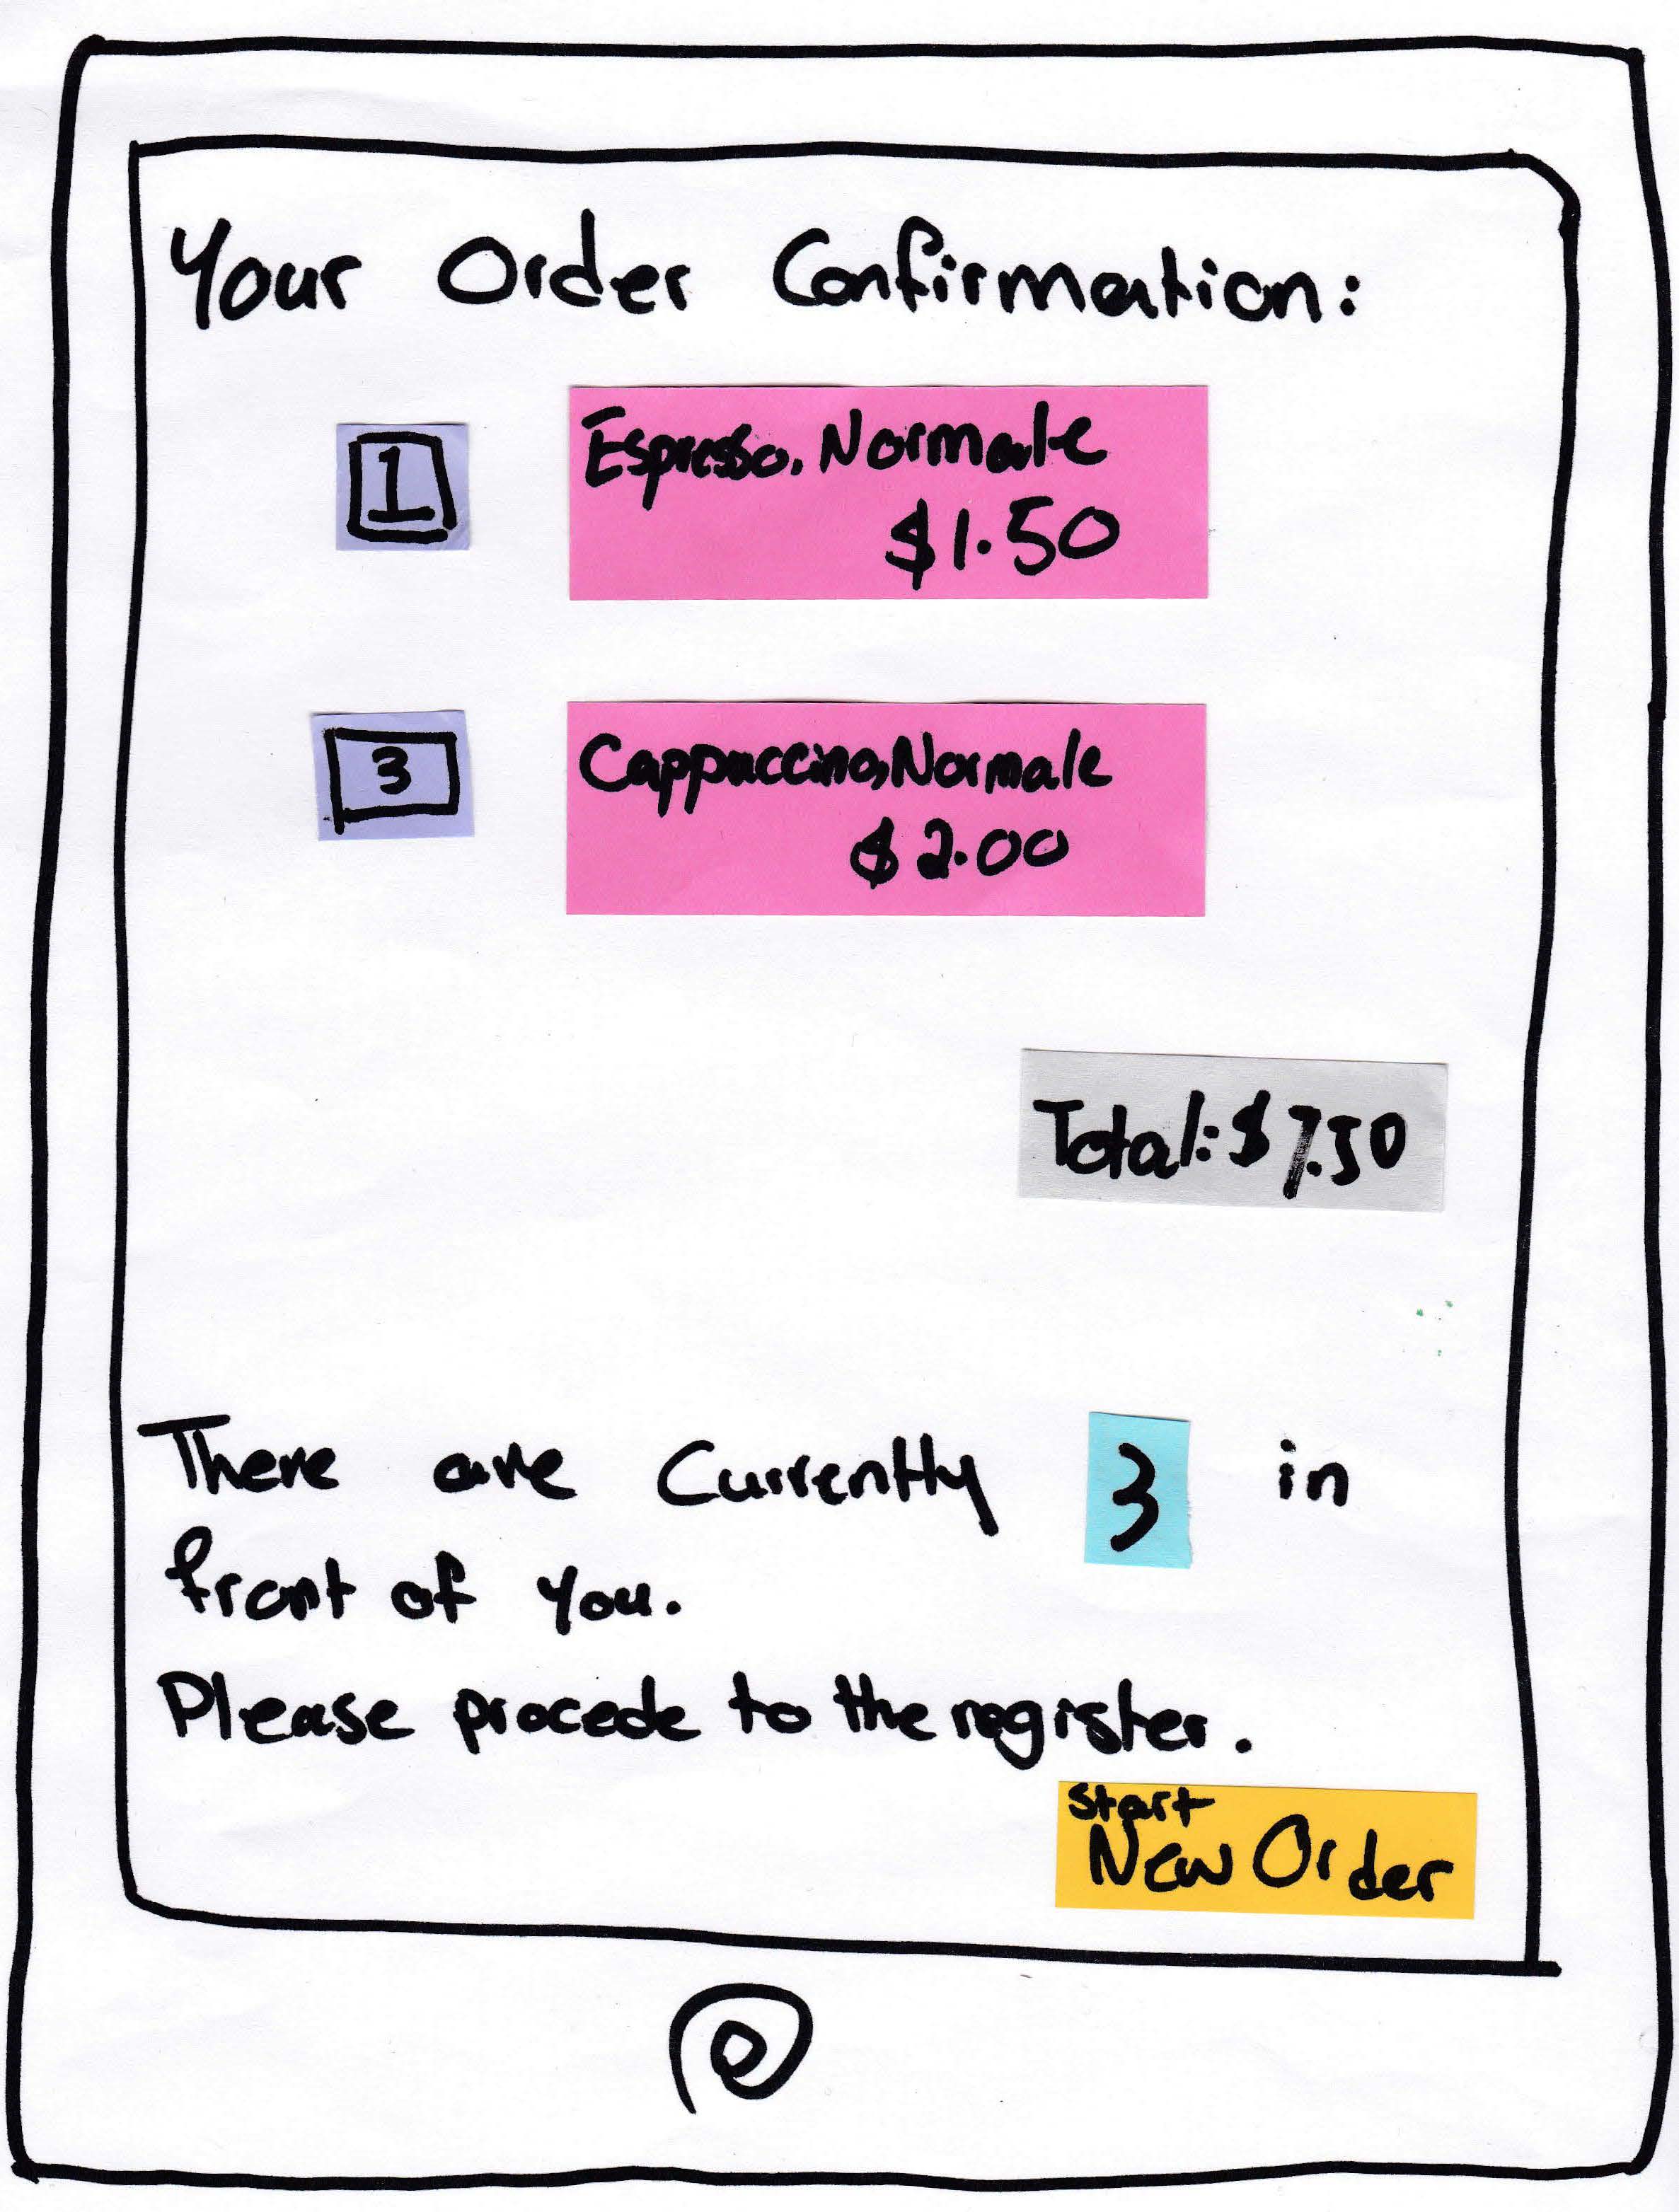 Your Order Confirmation:
1
Espresso, Normale
$1.50
3
Cappuccino, Normale
$2.00
Total: $7.50
There are Currently 3 in
front of you.
Please procede to the register.
Start
New Order